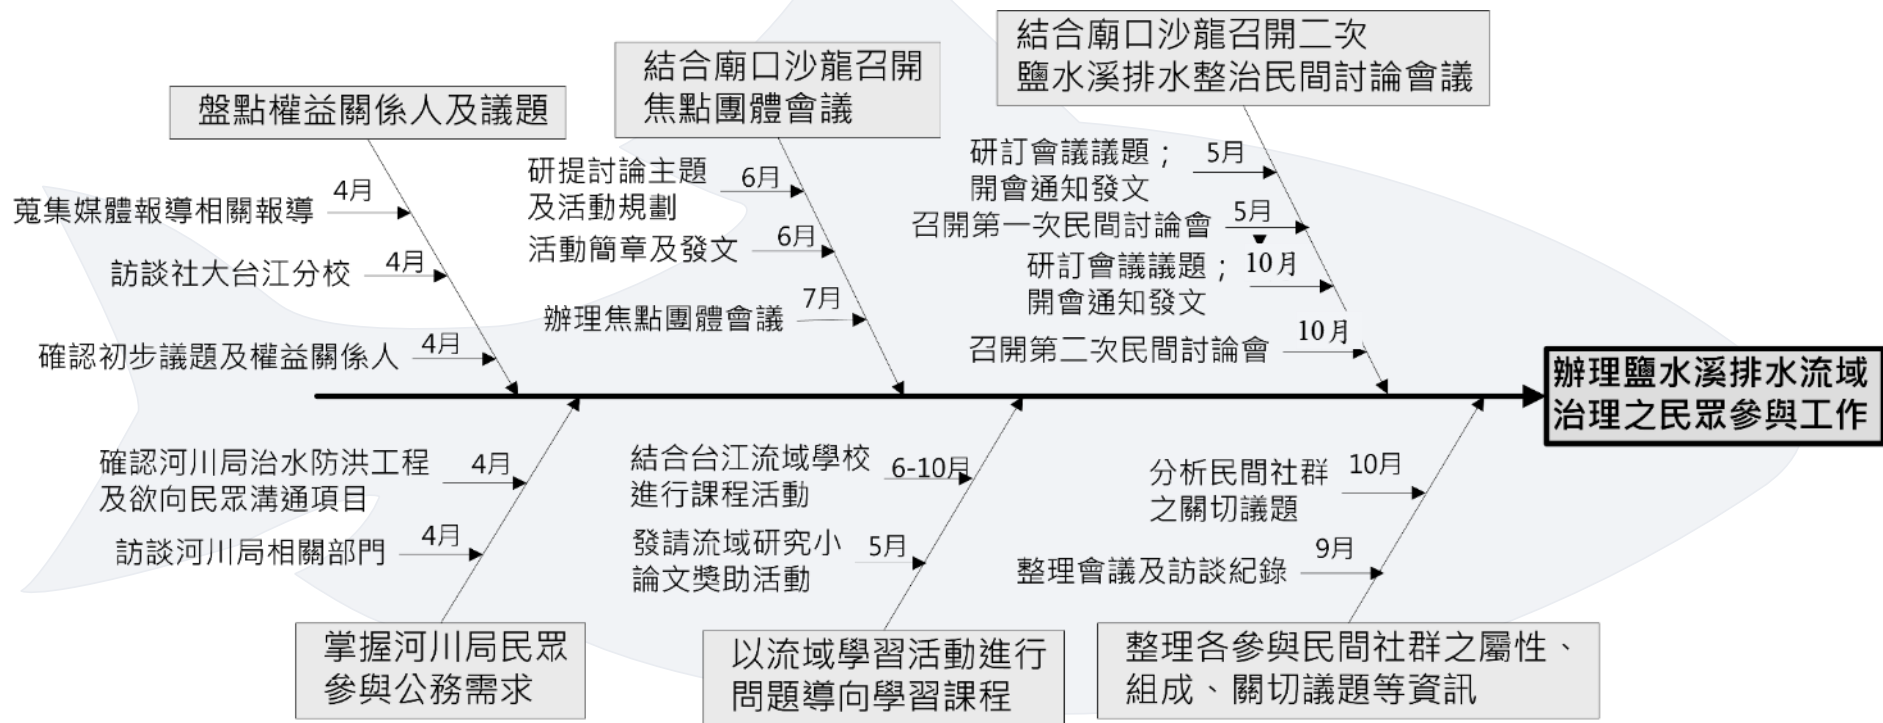 結合廟口沙龍召開二次
鹽水溪排水整治民間討論會議
結合廟口沙龍召開
焦點團體會議
盤點權益關係人及議題
蒐集媒體報導相關報導
4月
訪談社大台江分校
4月
確認初步議題及權益關係人
4月
研提討論主題
及活動規劃
6月
活動簡章及發文
6月
辦理焦點團體會議
7月
研訂會議議題；
開會通知發文
5月
召開第一次民間討論會
5月
研訂會議議題；
開會通知發文
10月
召開第二次民間討論會
10月
辦理鹽水溪排水流域
治理之民眾參與工作
確認河川局治水防洪工程
及欲向民眾溝通項目
4月
訪談河川局相關部門
4月
掌握河川局民眾
參與公務需求
結合台江流域學校
進行課程活動
6-10月
發請流域研究小
論文獎助活動
5月
以流域學習活動進行
問題導向學習課程
分析民間社群
之關切議題
10月
整理會議及訪談紀錄
9月
整理各參與民間社群之屬性、
組成、關切議題等資訊